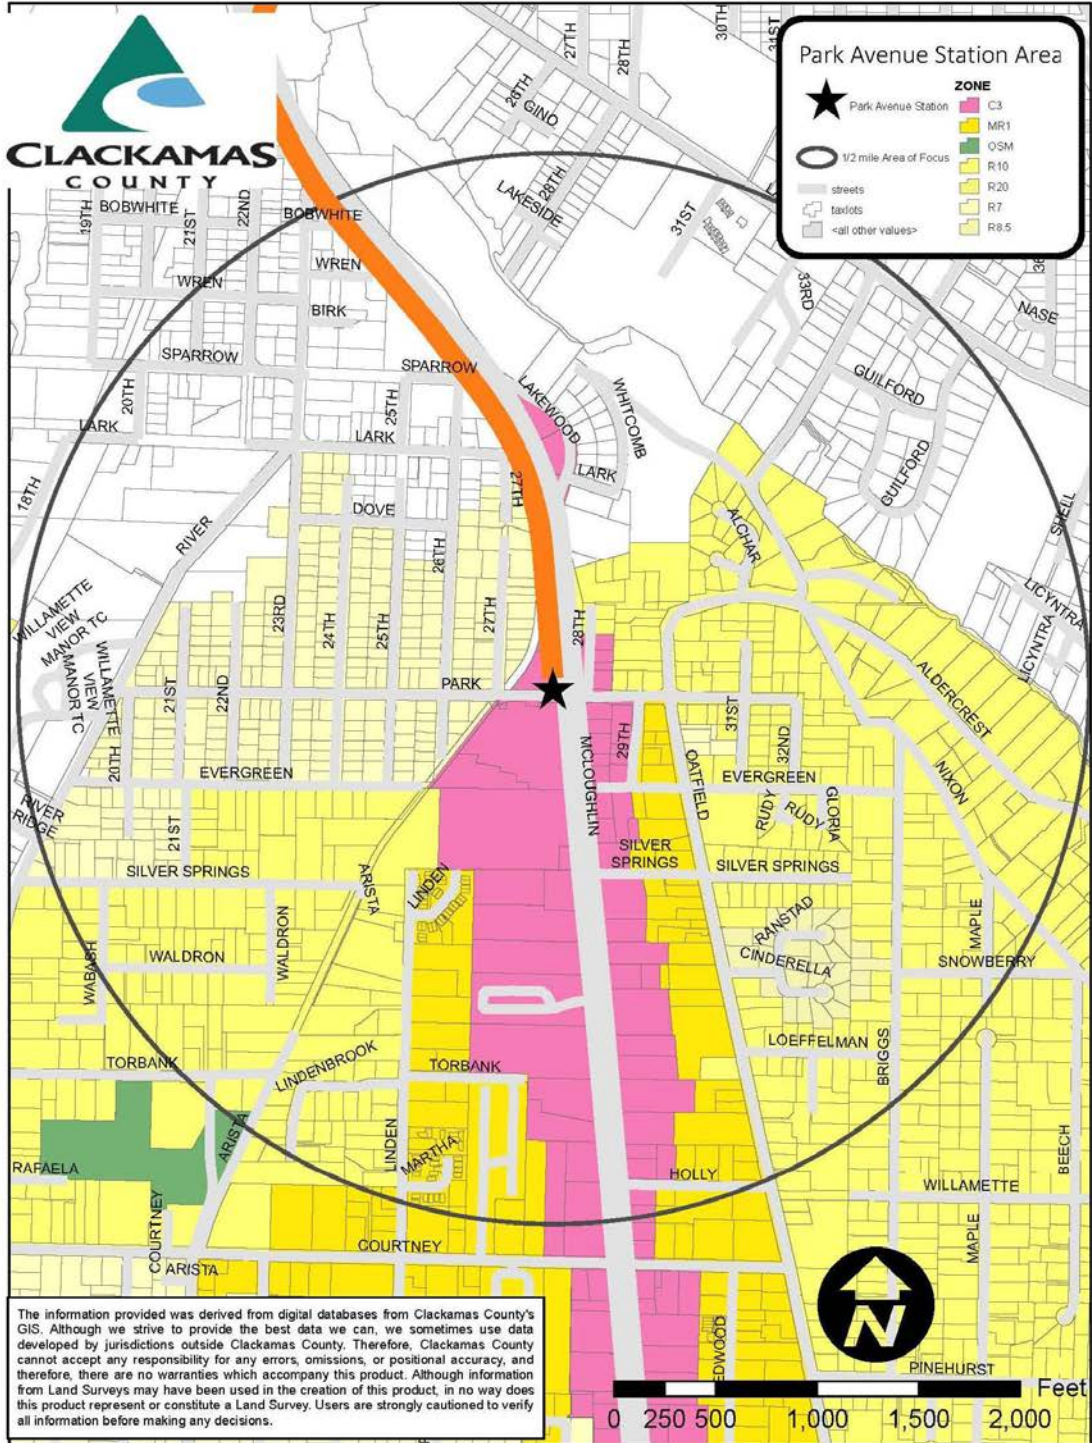 CLACKAMAS
COUNTY
Park Avenue Station Area
Park Avenue Station
1/2 mile Area of Focus
streets
taxlots
<all other values>
ZONE
C3
MR1
OSM
R10
R20
R7
R8.5
27TH
28TH
30TH
31ST
26TH
GINO
28TH
LAKESIDE
31ST
33RD
NASE
19TH
BOBWHITE
21ST
22ND
BOBWHITE
WREN
WREN
BIRK
SPARROW
SPARROW
20TH
25TH
LAKEWOOD
WHITCOMB
GUILFORD
LARK
LARK
LARK
27TH
GUILFORD
18TH
RIVER
DOVE
26TH
ALCHAR
SHELL
WILLAMETTE
VIEW
MANOR TC
WILLAMETTE
VIEW
MANOR TC
23RD
24TH
25TH
27TH
28TH
LICYNTRA
LICYNTRA
ALDERCREST
21ST
22ND
PARK
31ST
32ND
20TH
EVERGREEN
MCLOUGHLIN
29TH
OATFIELD
EVERGREEN
NIXON
RIVER
RIDGE
21ST
RUDY
RUDY
GLORIA
SILVER
SPRINGS
SILVER SPRINGS
ARISTA
LINDEN
SILVER SPRINGS
WABASH
WALDRON
WALDRON
RANSTAD
CINDERELLA
MAPLE
SNOWBERRY
TORBANK
LINDENBROOK
TORBANK
LOEFFELMAN
BRIGGS
ARISTA
LINDEN
MARTHA
BEECH
RAFAELA
HOLLY
WILLAMETTE
COURTNEY
COURTNEY
MAPLE
ARISTA
N
EDWOOD
PINEHURST
Feet
0 250 500 1,000 1,500 2,000
The information provided was derived from digital databases from Clackamas County's
GIS. Although we strive to provide the best data we can, we sometimes use data
developed by jurisdictions outside Clackamas County. Therefore, Clackamas County
cannot accept any responsibility for any errors, omissions, or positional accuracy, and
therefore, there are no warranties which accompany this product. Although information
from Land Surveys may have been used in the creation of this product, in no way does
this product represent or constitute a Land Survey. Users are strongly cautioned to verify
all information before making any decisions.